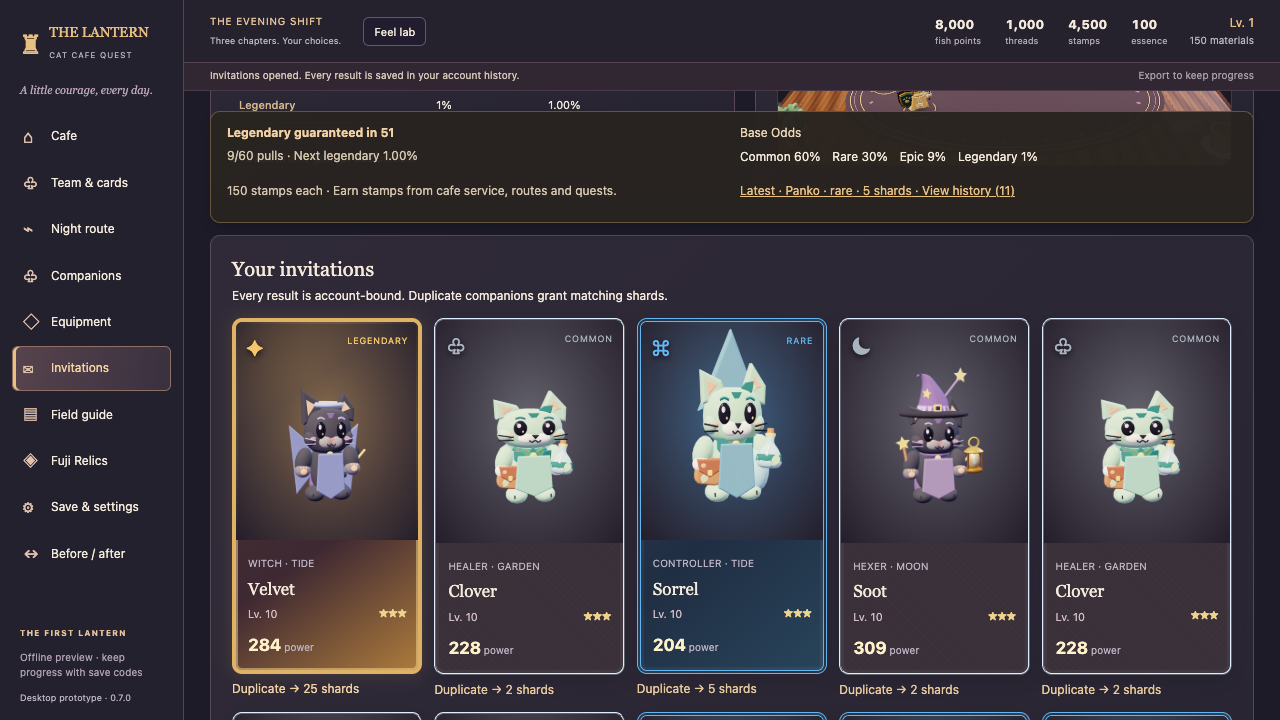 THE LANTERN
CAT CAFE QUEST
A little courage, every day.
Cafe
Team & cards
Night route
Companions
Equipment
Invitations
Field guide
Fuji Relics
Save & settings
Before / after
THE FIRST LANTERN
Offline preview · keep
progress with save codes
Desktop prototype · 0.7.0
THE EVENING SHIFT
Three chapters. Your choices.
Feel lab
8,000
fish points
1,000
threads
4,500
stamps
100
essence
Lv. 1
150 materials
Invitations opened. Every result is saved in your account history.
Export to keep progress
Legendary 1% 1.00%
Legendary guaranteed in 51
9/60 pulls · Next legendary 1.00%
150 stamps each · Earn stamps from cafe service, routes and quests.
Base Odds
Common 60% Rare 30% Epic 9% Legendary 1%
Latest · Panko · rare · 5 shards · View history (11)
Your invitations
Every result is account-bound. Duplicate companions grant matching shards.
LEGENDARY
WITCH · TIDE
Velvet
Lv. 10
284 power
Duplicate → 25 shards
COMMON
HEALER · GARDEN
Clover
Lv. 10
228 power
Duplicate → 2 shards
RARE
CONTROLLER · TIDE
Sorrel
Lv. 10
204 power
Duplicate → 5 shards
COMMON
HEXER · MOON
Soot
Lv. 10
309 power
Duplicate → 2 shards
COMMON
HEALER · GARDEN
Clover
Lv. 10
228 power
Duplicate → 2 shards